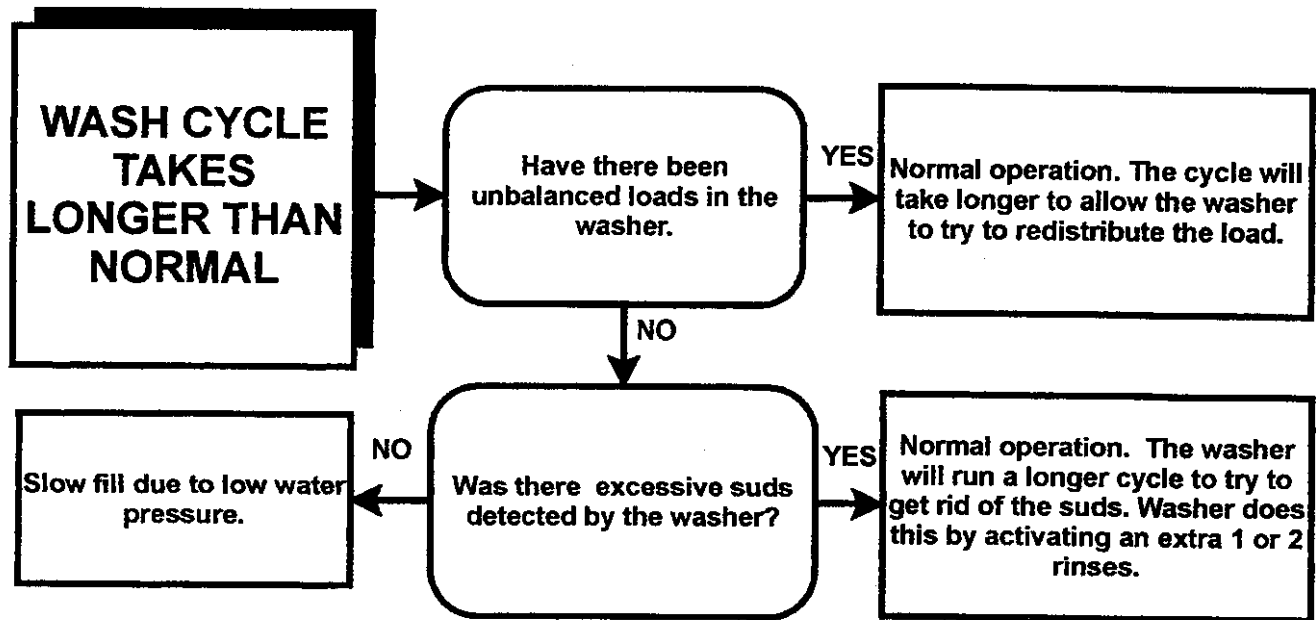 WASH CYCLE
TAKES
LONGER THAN
NORMAL
Have there been
unbalanced loads in the
washer.
YES
Normal operation. The cycle will
take longer to allow the washer
to try to redistribute the load.
NO
Was there excessive suds
detected by the washer?
NO
Slow fill due to low water
pressure.
YES
Normal operation. The washer
will run a longer cycle to try to
get rid of the suds. Washer does
this by activating an extra 1 or 2
rinses.